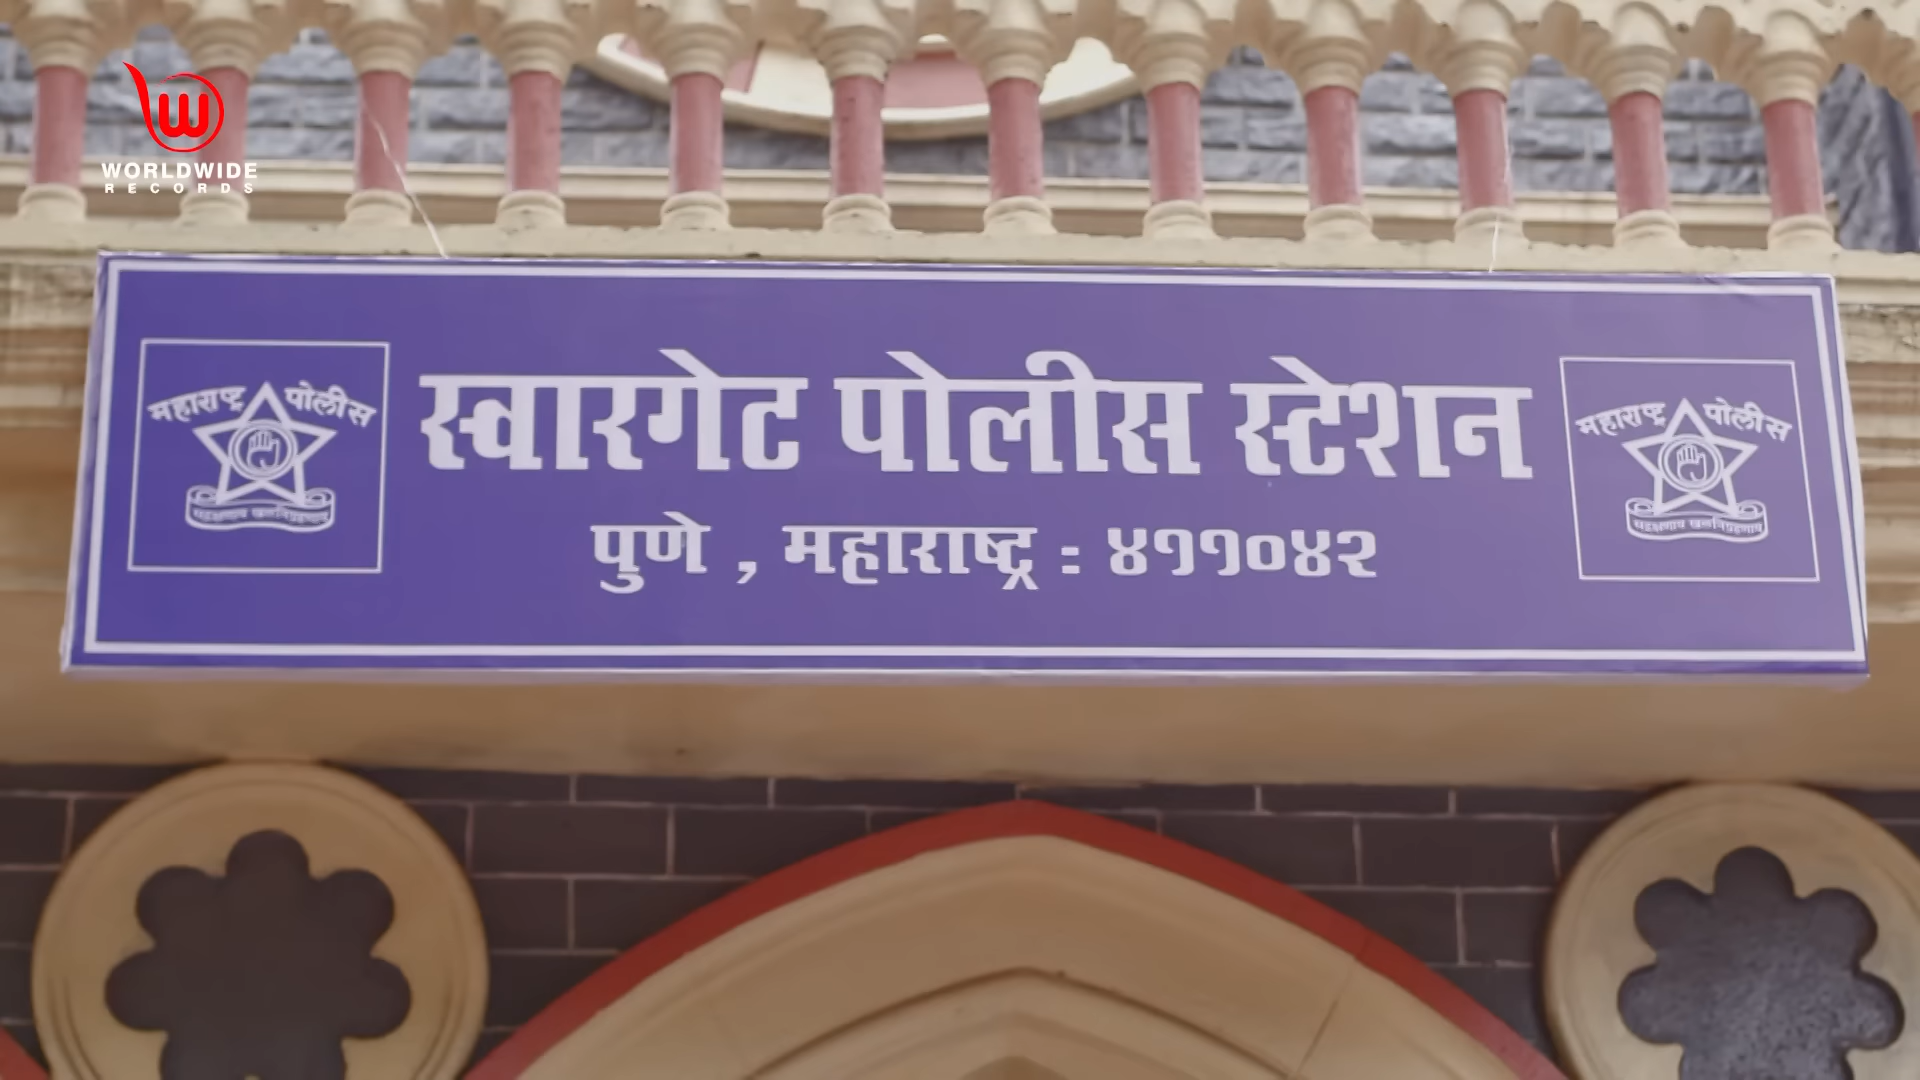 WORLDWIDE
RECORDS
महाराष्ट्र पोलीस
स्वारगेट पोलीस स्टेशन
पुणे , महाराष्ट्र : ४११०४२
महाराष्ट्र पोलीस